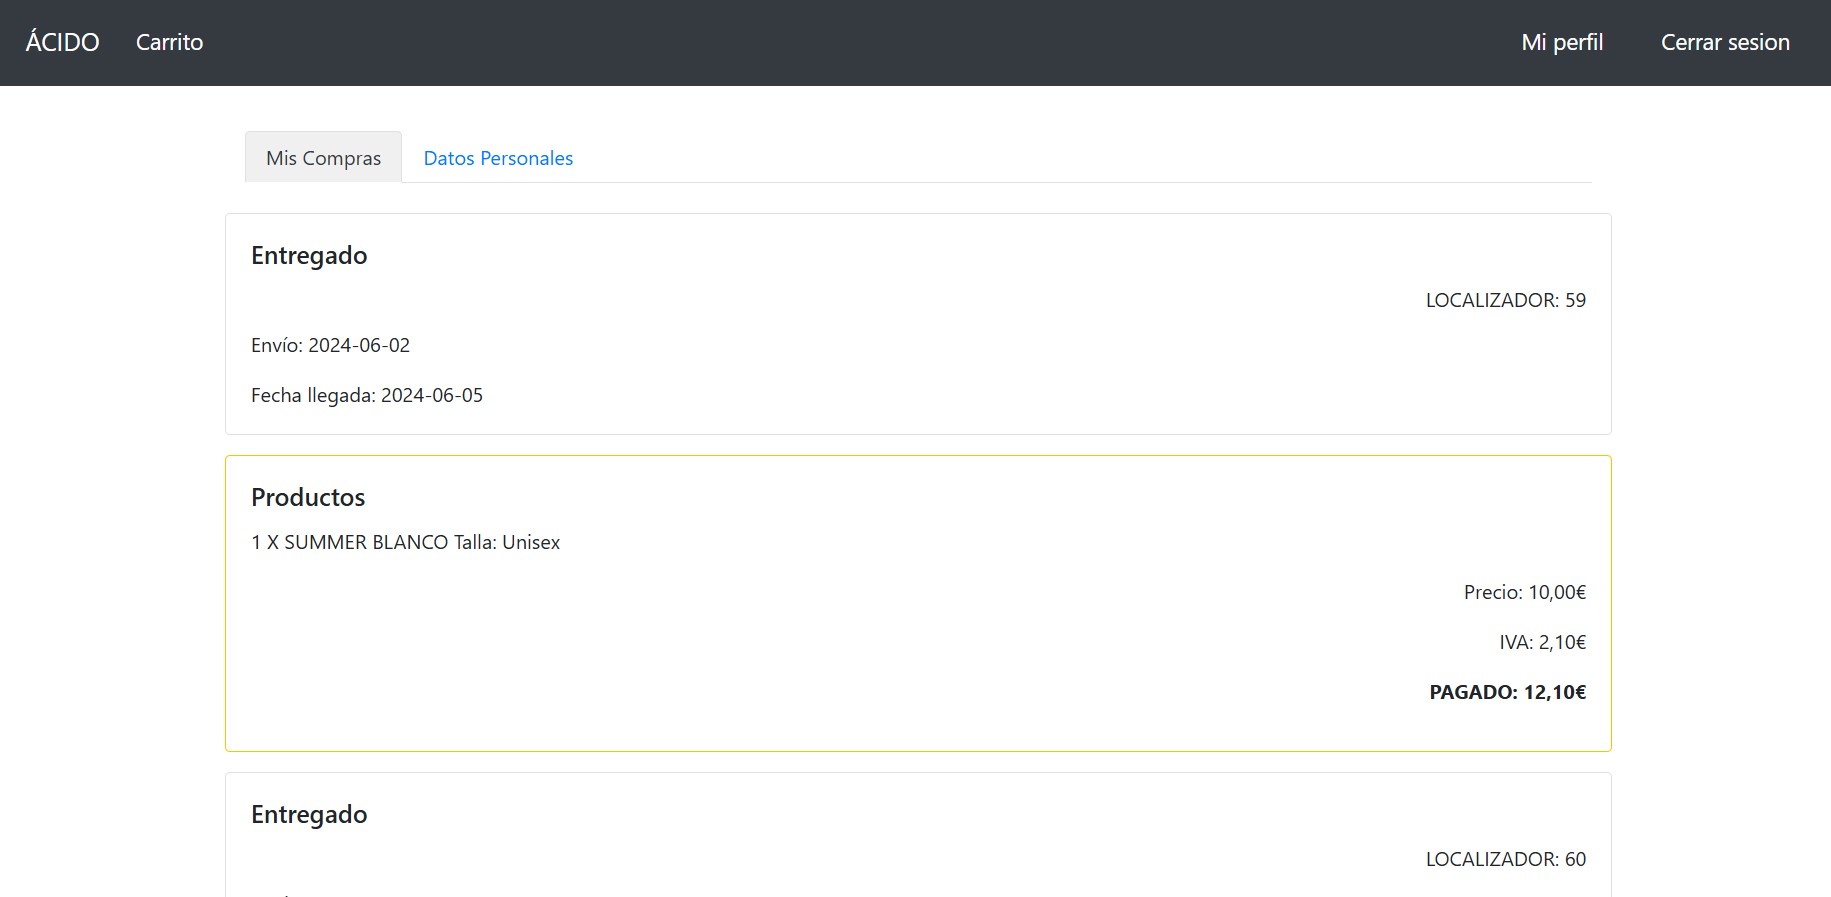 ÁCIDO Carrito Mi perfil Cerrar sesion
Mis Compras Datos Personales
Entregado
LOCALIZADOR: 59
Envío: 2024-06-02
Fecha llegada: 2024-06-05
Productos
1 X SUMMER BLANCO Talla: Unisex
Precio: 10,00€
IVA: 2,10€
PAGADO: 12,10€
Entregado
LOCALIZADOR: 60